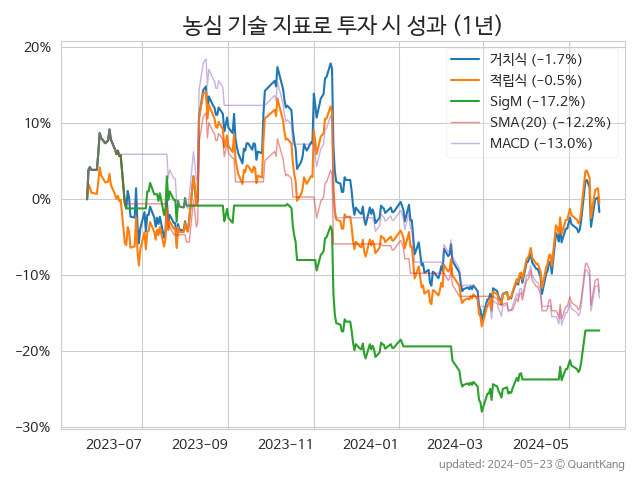 농심 기술 지표로 투자 시 성과 (1년)
20%
10%
0%
−10%
−20%
−30%
거치식 (−1.7%)
적립식 (−0.5%)
SigM (−17.2%)
SMA(20) (−12.2%)
MACD (−13.0%)
2023-07 2023-09 2023-11 2024-01 2024-03 2024-05
updated: 2024-05-23 ⓒ QuantKang